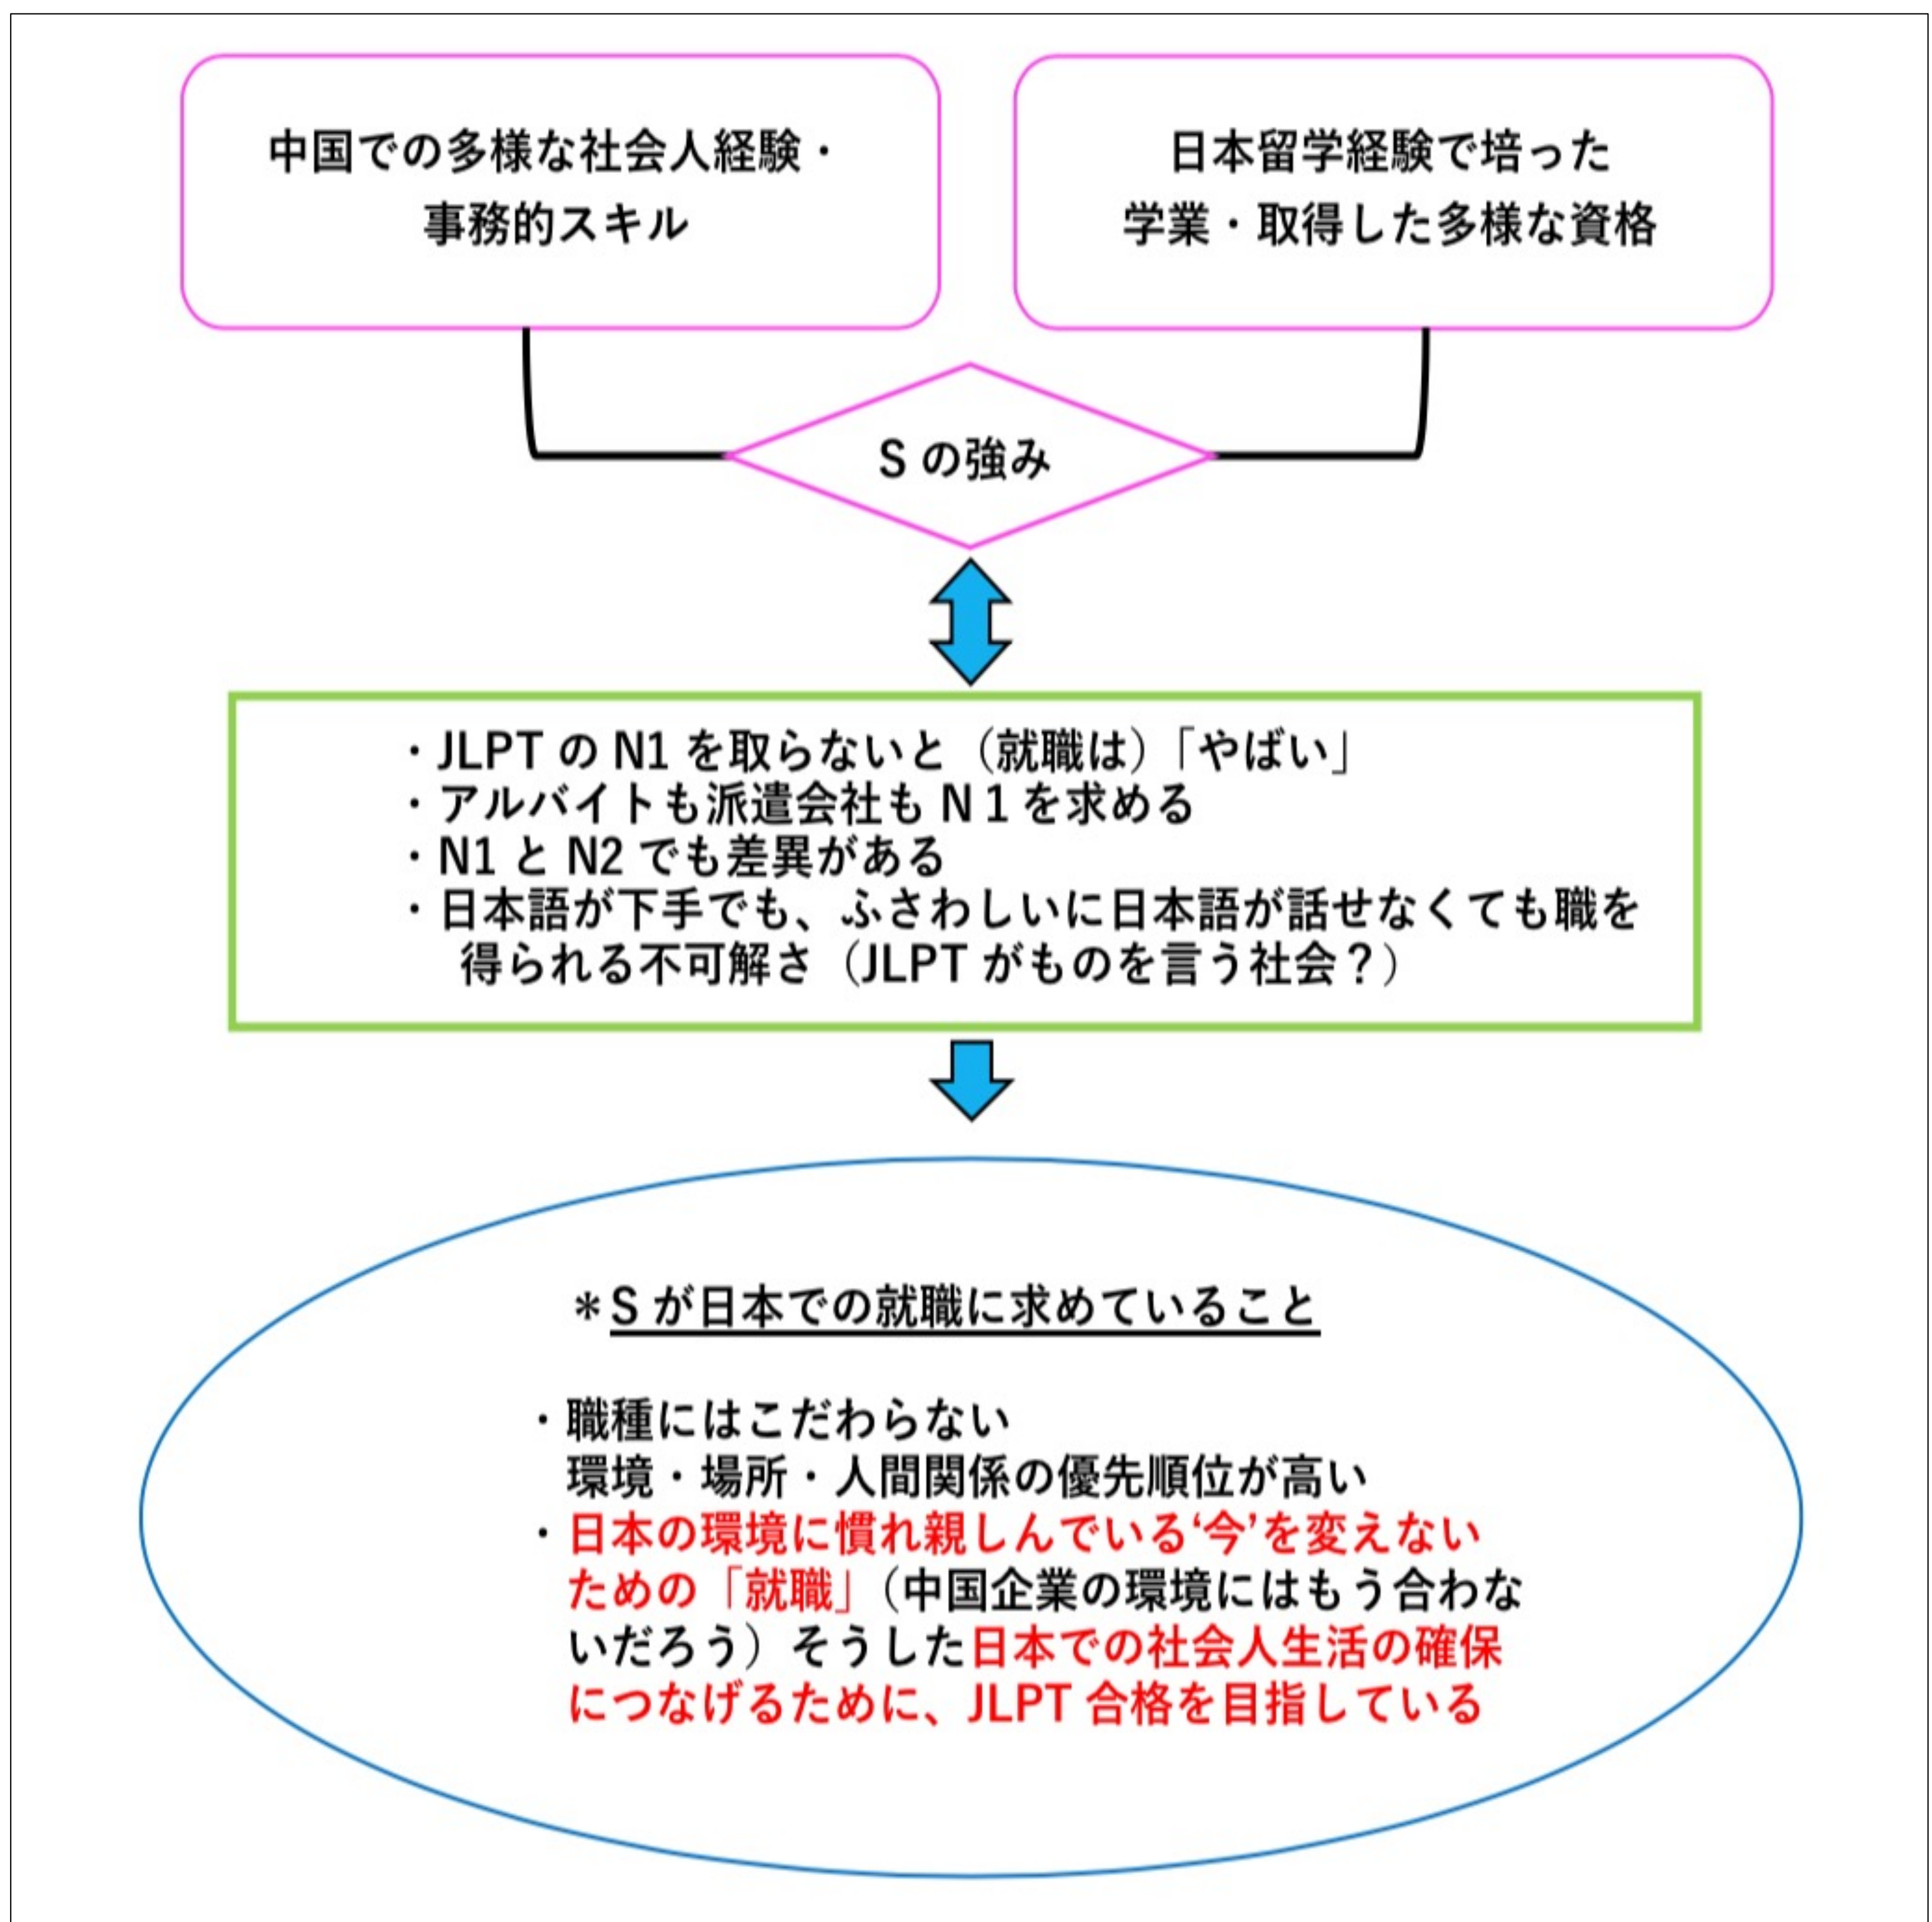 中国での多様な社会人経験・
事務的スキル
日本留学経験で培った
学業・取得した多様な資格
S の強み
・JLPT の N1 を取らないと（就職は）「やばい」
・アルバイトも派遣会社も N１を求める
・N1 と N2 でも差異がある
・日本語が下手でも、ふさわしいに日本語が話せなくても職を
得られる不可解さ（JLPT がものを言う社会？）
＊S が日本での就職に求めていること
・職種にはこだわらない
環境・場所・人間関係の優先順位が高い
・日本の環境に慣れ親しんでいる‘今’を変えない
ための「就職」（中国企業の環境にはもう合わな
いだろう）そうした日本での社会人生活の確保
につなげるために、JLPT 合格を目指している